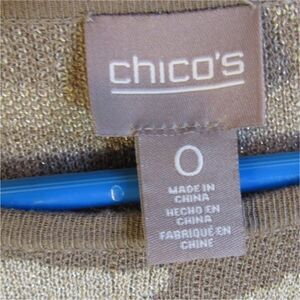 chico's
0
MADE IN
CHINA
HECHO EN
CHINA
FABRIQUÉ EN
CHINE